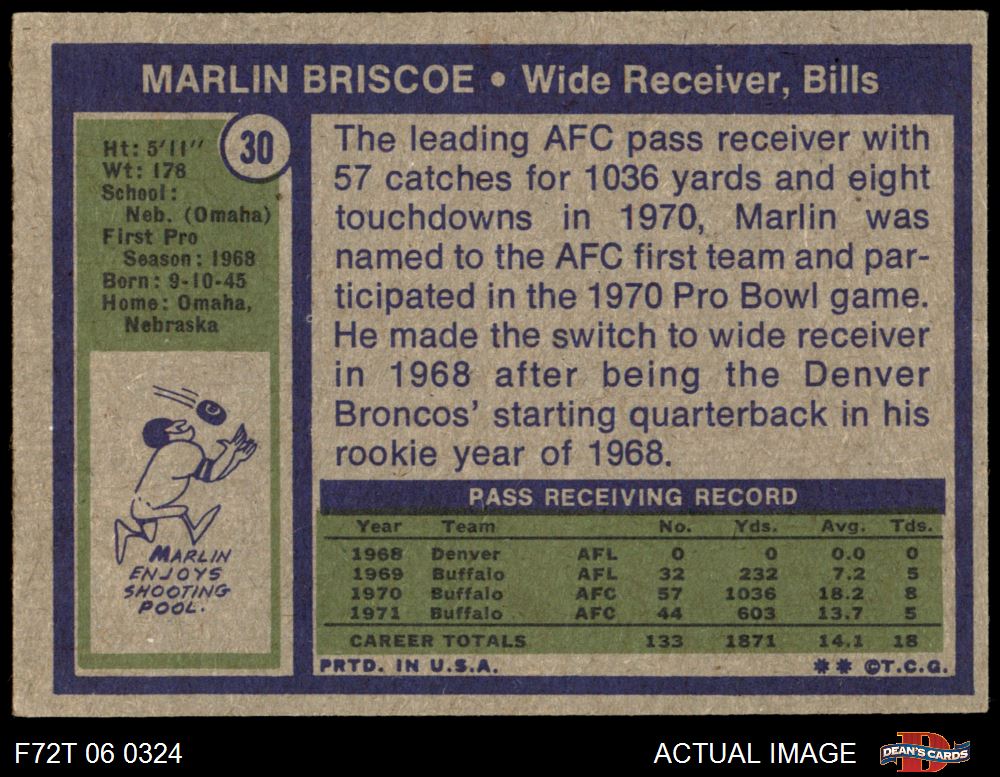 MARLIN BRISCOE • Wide Receiver, Bills
30
Ht: 5'11"
Wt: 178
School:
Neb. (Omaha)
First Pro
Season: 1968
Born: 9-10-45
Home: Omaha,
Nebraska
MARLIN
ENJOYS
SHOOTING
POOL.
The leading AFC pass receiver with
57 catches for 1036 yards and eight
touchdowns in 1970, Marlin was
named to the AFC first team and par-
ticipated in the 1970 Pro Bowl game.
He made the switch to wide receiver
in 1968 after being the Denver
Broncos' starting quarterback in his
rookie year of 1968.
PASS RECEIVING RECORD
Year Team No. Yds. Avg. Tds.
1968 Denver AFL 0 0 0.0 0
1969 Buffalo AFL 32 232 7.2 5
1970 Buffalo AFC 57 1036 18.2 8
1971 Buffalo AFC 44 603 13.7 5
CAREER TOTALS 133 1871 14.1 18
PRTD. IN U.S.A. ** ©T.C.G.
F72T 06 0324 ACTUAL IMAGE DEAN'S CARDS